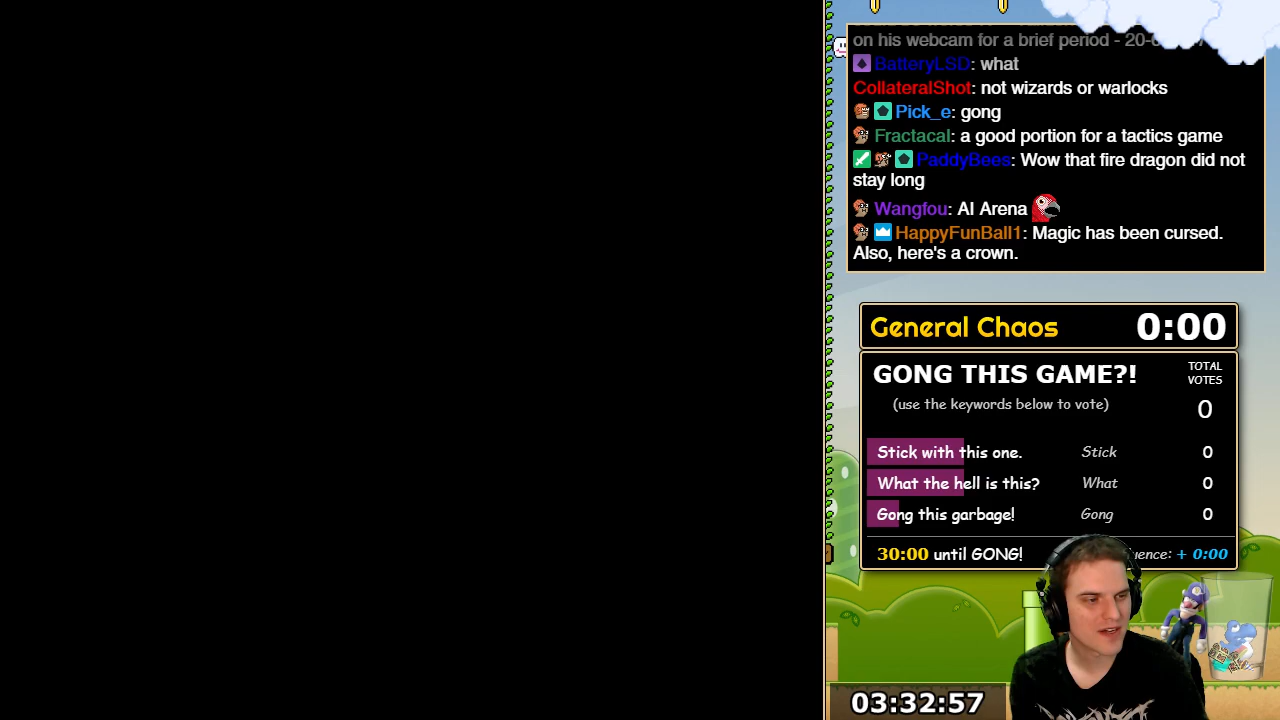 on his webcam for a brief period - 20-
BatteryLSD: what
CollateralShot: not wizards or warlocks
Pick_e: gong
Fractacal: a good portion for a tactics game
PaddyBees: Wow that fire dragon did not
stay long
Wangfou: AI Arena
HappyFunBall1: Magic has been cursed.
Also, here's a crown.
General Chaos 0:00
GONG THIS GAME?! TOTAL
VOTES
(use the keywords below to vote) 0
Stick with this one. Stick 0
What the hell is this? What 0
Gong this garbage! Gong 0
30:00 until GONG! + 0:00
03:32:57